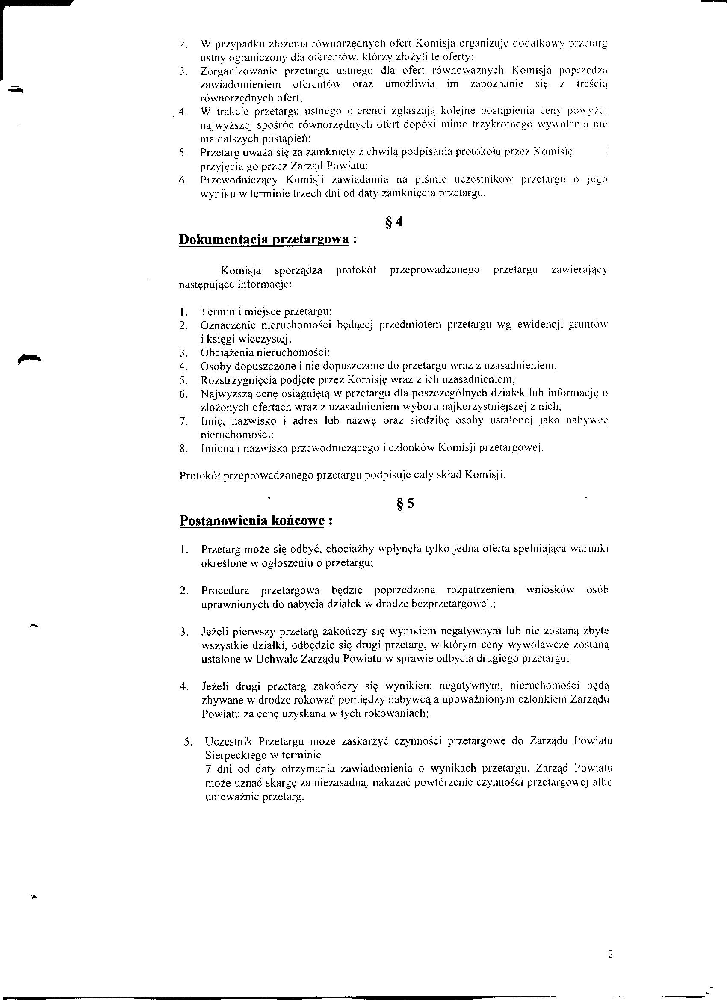 2. W przypadku złożenia równorzędnych ofert Komisja organizuje dodatkowy przetarg
ustny ograniczony dla oferentów, którzy złożyli te oferty;
3. Zorganizowanie przetargu ustnego dla ofert równoważnych Komisja poprzedza
zawiadomieniem oferentów oraz umożliwia im zapoznanie się z treścią
równorzędnych ofert;
4. W trakcie przetargu ustnego oferenci zgłaszają kolejne postąpienia ceny powyżej
najwyższej spośród równorzędnych ofert dopóki mimo trzykrotnego wywołania nie
ma dalszych postąpień;
5. Przetarg uważa się za zamknięty z chwilą podpisania protokołu przez Komisję i
przyjęcia go przez Zarząd Powiatu;
6. Przewodniczący Komisji zawiadamia na piśmie uczestników przetargu o jego
wyniku w terminie trzech dni od daty zamknięcia przetargu.
§ 4
Dokumentacja przetargowa :
Komisja sporządza protokół przeprowadzonego przetargu zawierający
następujące informacje:
1. Termin i miejsce przetargu;
2. Oznaczenie nieruchomości będącej przedmiotem przetargu wg ewidencji gruntów
i księgi wieczystej;
3. Obciążenia nieruchomości;
4. Osoby dopuszczone i nie dopuszczone do przetargu wraz z uzasadnieniem;
5. Rozstrzygnięcia podjęte przez Komisję wraz z ich uzasadnieniem;
6. Najwyższą cenę osiągniętą w przetargu dla poszczególnych działek lub informację o
złożonych ofertach wraz z uzasadnieniem wyboru najkorzystniejszej z nich;
7. Imię, nazwisko i adres lub nazwę oraz siedzibę osoby ustalonej jako nabywcę
nieruchomości;
8. Imiona i nazwiska przewodniczącego i członków Komisji przetargowej.
Protokół przeprowadzonego przetargu podpisuje cały skład Komisji.
§ 5
Postanowienia końcowe :
1. Przetarg może się odbyć, chociażby wpłynęła tylko jedna oferta spełniająca warunki
określone w ogłoszeniu o przetargu;
2. Procedura przetargowa będzie poprzedzona rozpatrzeniem wniosków osób
uprawnionych do nabycia działek w drodze bezprzetargowej.;
3. Jeżeli pierwszy przetarg zakończy się wynikiem negatywnym lub nie zostaną zbyte
wszystkie działki, odbędzie się drugi przetarg, w którym ceny wywoławcze zostaną
ustalone w Uchwale Zarządu Powiatu w sprawie odbycia drugiego przetargu;
4. Jeżeli drugi przetarg zakończy się wynikiem negatywnym, nieruchomości będą
zbywane w drodze rokowań pomiędzy nabywcą a upoważnionym członkiem Zarządu
Powiatu za cenę uzyskaną w tych rokowaniach;
5. Uczestnik Przetargu może zaskarżyć czynności przetargowe do Zarządu Powiatu
Sierpeckiego w terminie
7 dni od daty otrzymania zawiadomienia o wynikach przetargu. Zarząd Powiatu
może uznać skargę za niezasadną, nakazać powtórzenie czynności przetargowej albo
unieważnić przetarg.
2